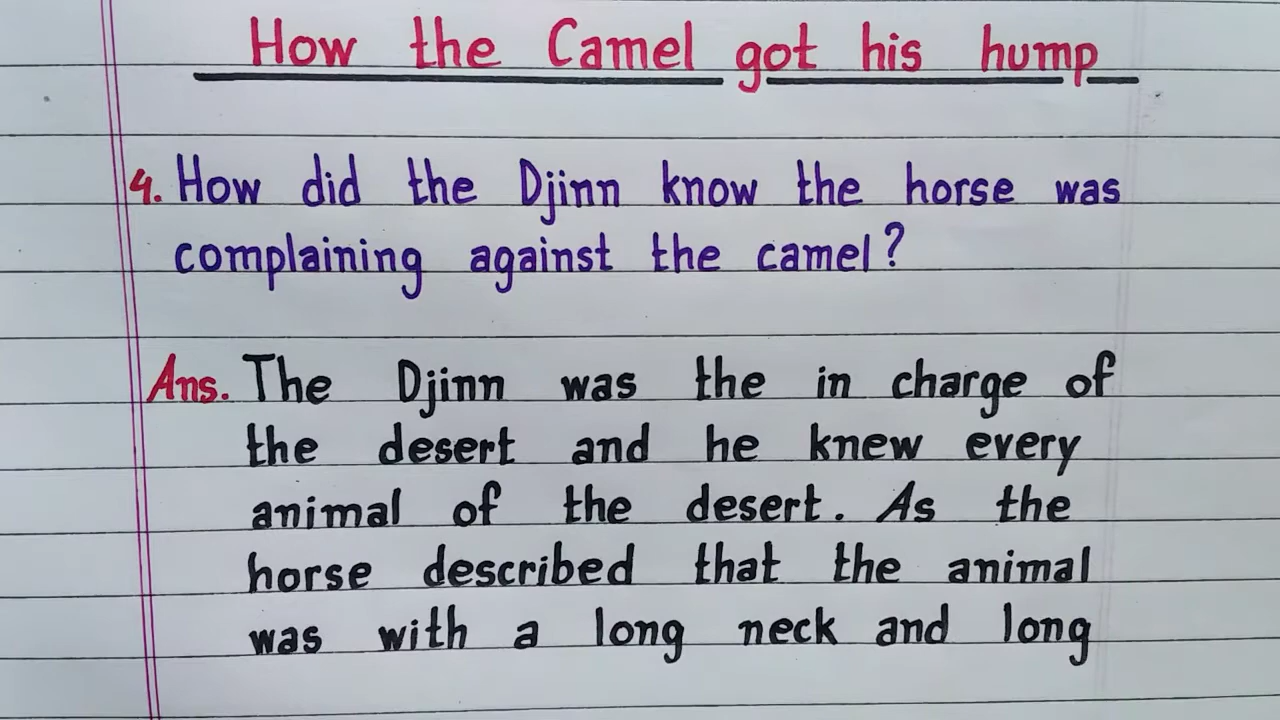 How the Camel got his hump
4. How did the Djinn know the horse was
complaining against the camel?
Ans. The Djinn was the in charge of
the desert and he knew every
animal of the desert. As the
horse described that the animal
was with a long neck and long